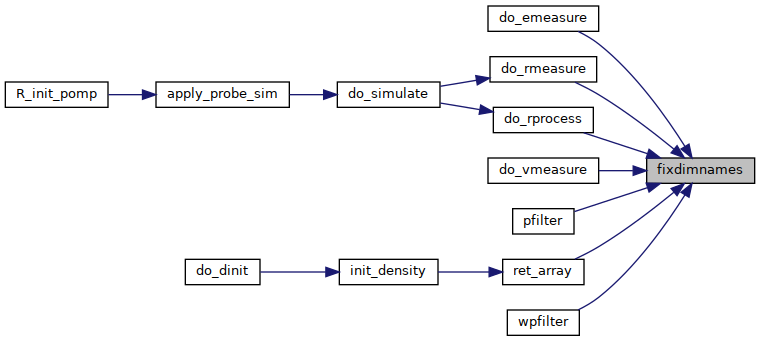 do_emeasure
do_rmeasure
R_init_pomp
apply_probe_sim
do_simulate
do_rprocess
do_vmeasure
fixdimnames
pfilter
do_dinit
init_density
ret_array
wpfilter